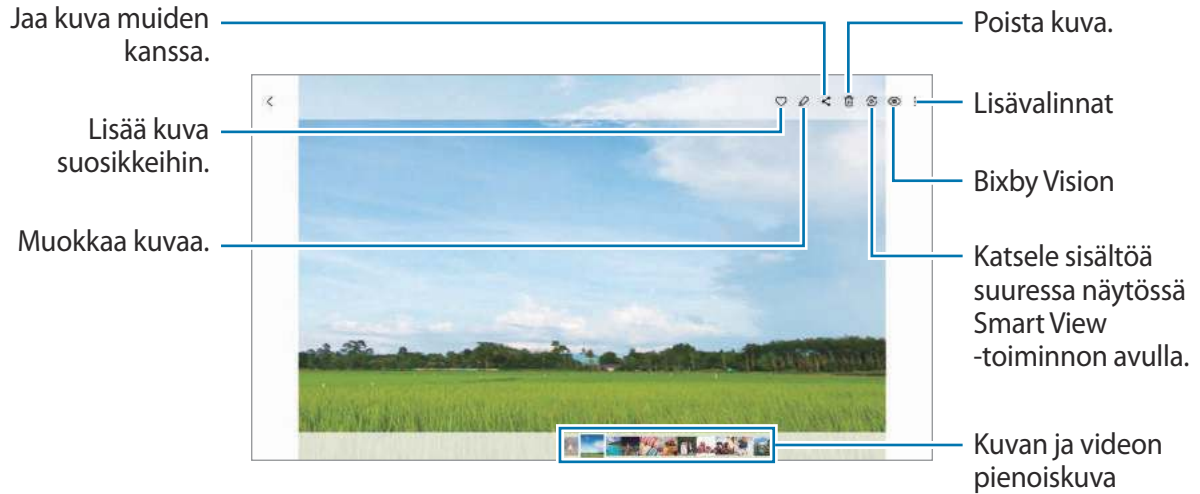 Jaa kuva muiden
kanssa.
Lisää kuva
suosikkeihin.
Muokkaa kuvaa.
Poista kuva.
Lisävalinnat
Bixby Vision
Katsele sisältöä
suuressa näytössä
Smart View
-toiminnon avulla.
Kuvan ja videon
pienoiskuva